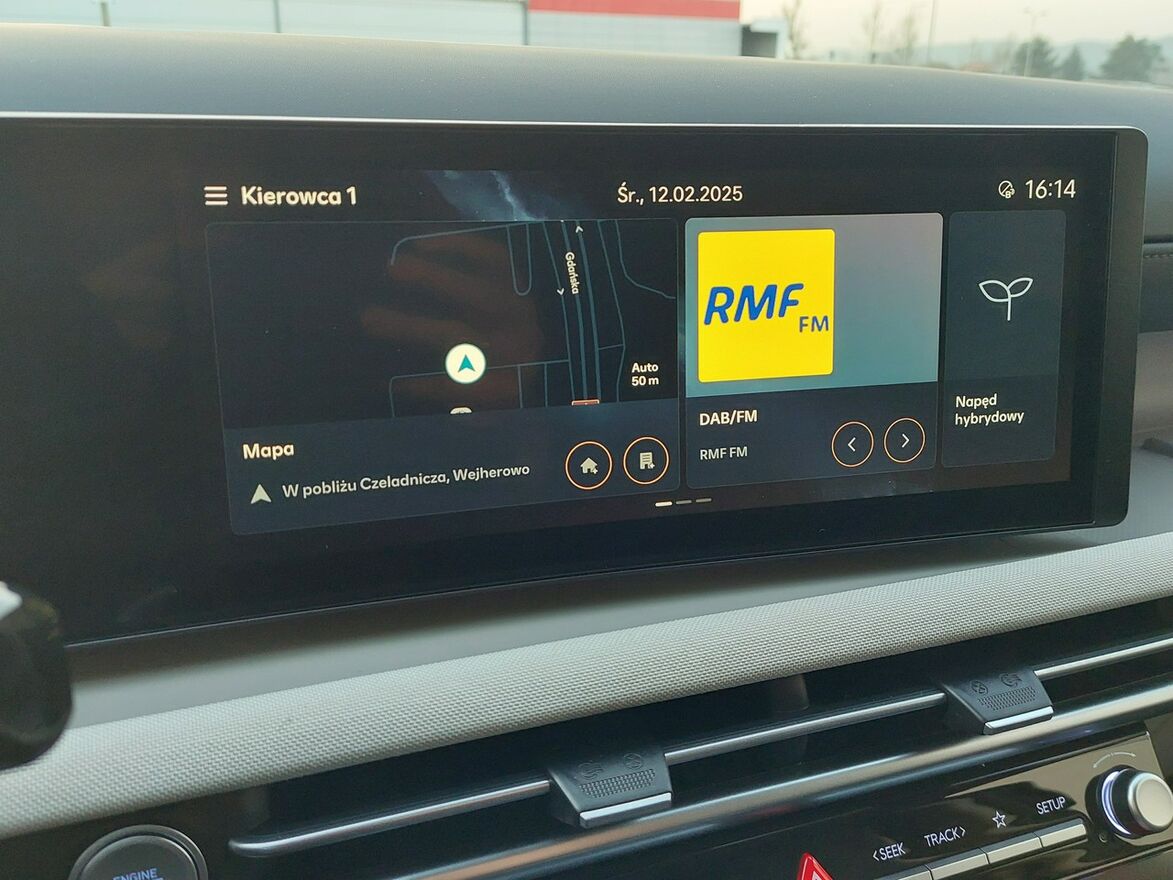 Kierowca 1
Śr., 12.02.2025
16:14
Gdańska
Auto
50 m
Mapa
W pobliżu Czeladnicza, Wejherowo
RMF
FM
DAB/FM
RMF FM
Napęd
hybrydowy
ENGINE
<SEEK
TRACK>
SETUP